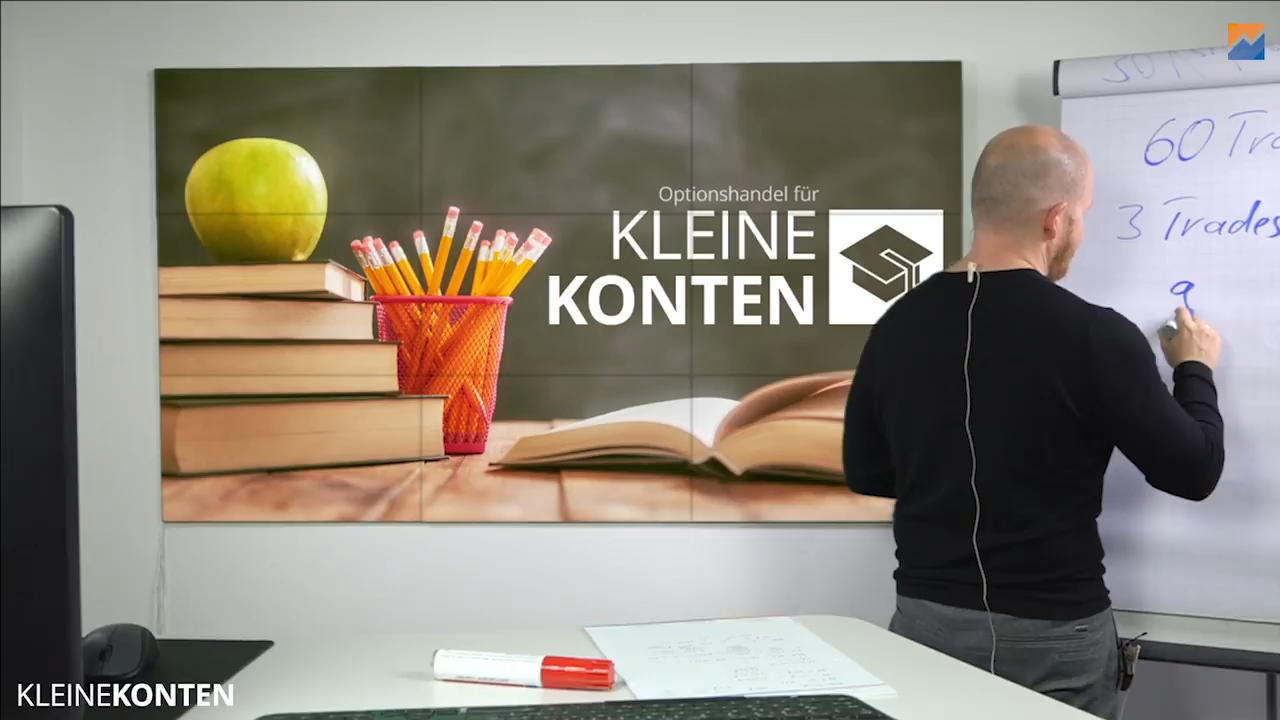 Optionshandel für
KLEINE
KONTEN
60 Tra
3 Trades
9
KLEINEKONTEN